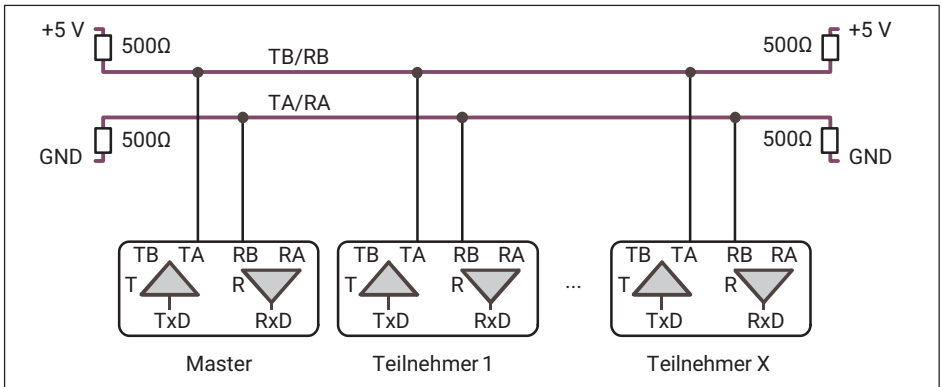 +5 V +5 V
500Ω 500Ω
TB/RB
TA/RA
500Ω 500Ω
GND GND
TB TA RB RA TB TA RB RA TB TA RB RA
T R T R ... T R
TxD RxD TxD RxD TxD RxD
Master Teilnehmer 1 Teilnehmer X